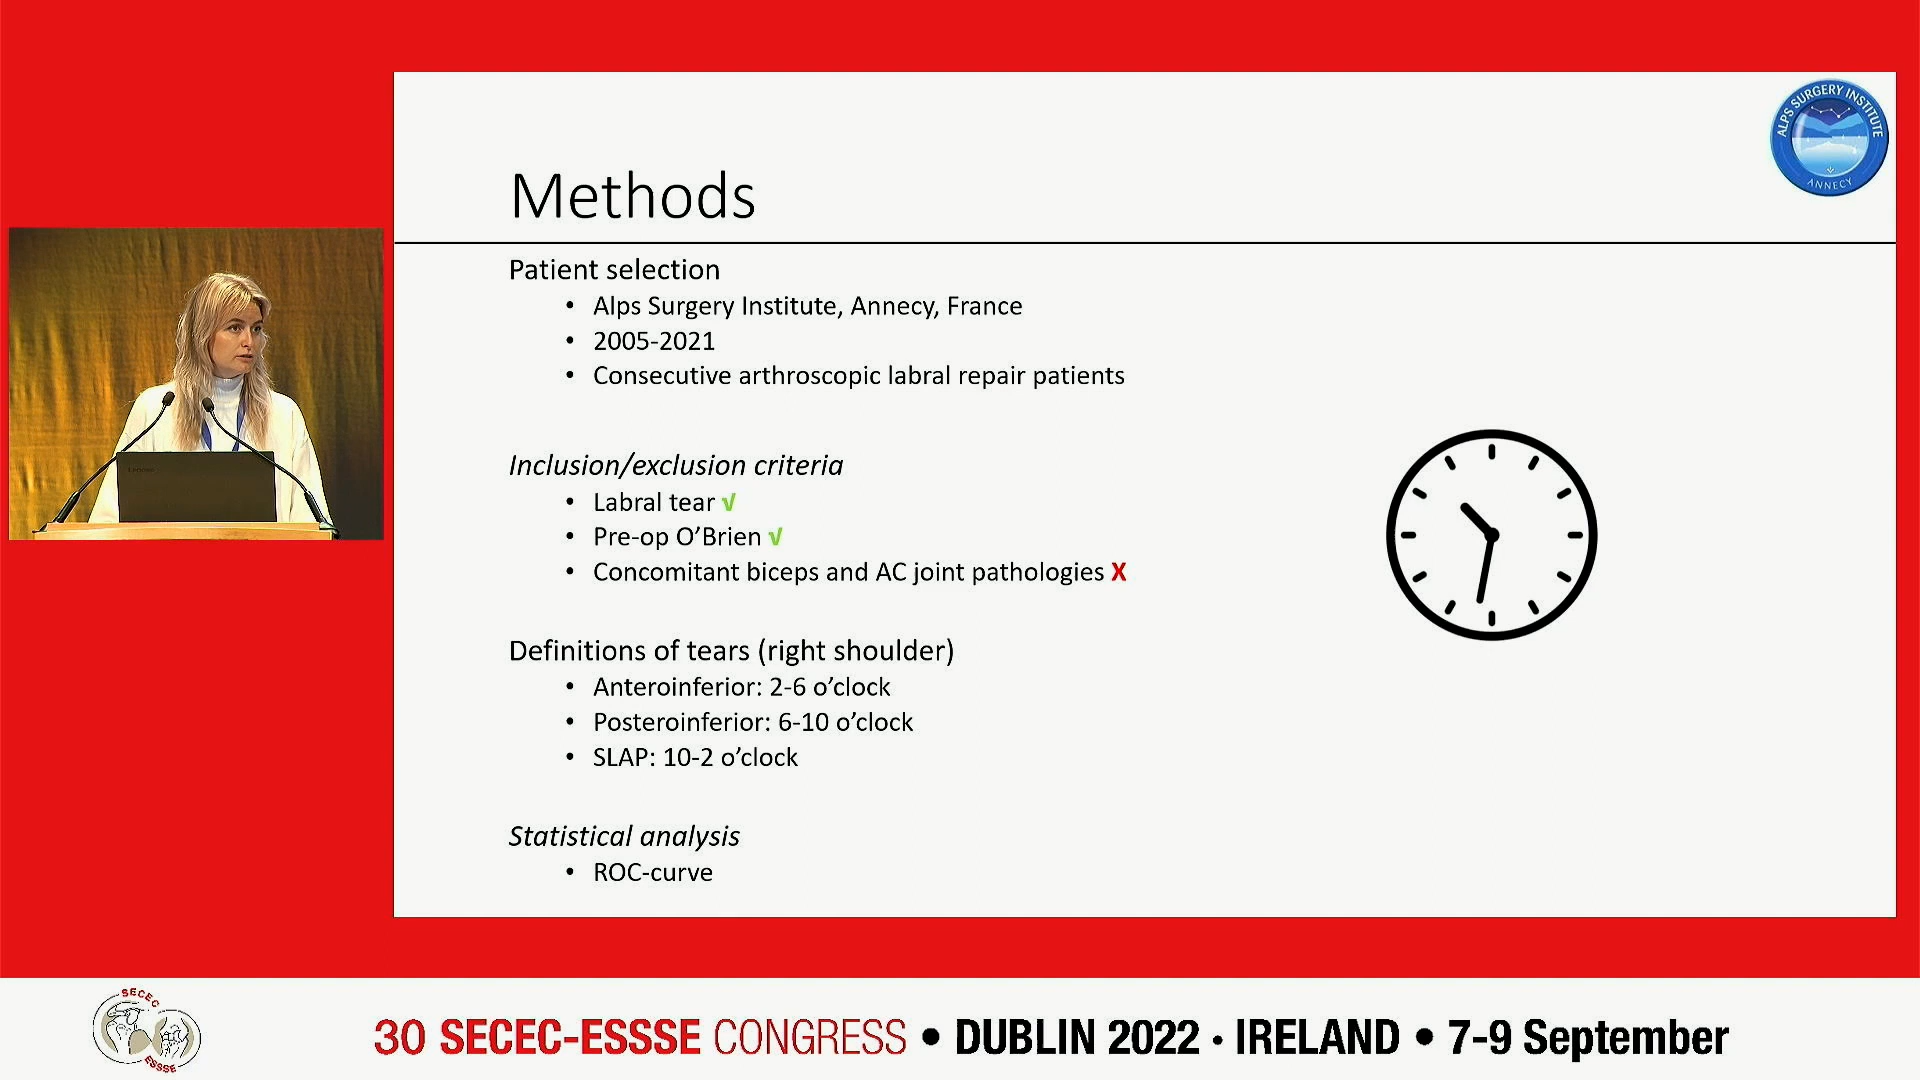 ALPS SURGERY INSTITUTE
ANNECY
Methods
Patient selection
• Alps Surgery Institute, Annecy, France
• 2005-2021
• Consecutive arthroscopic labral repair patients
Inclusion/exclusion criteria
• Labral tear √
• Pre-op O’Brien √
• Concomitant biceps and AC joint pathologies X
Definitions of tears (right shoulder)
• Anteroinferior: 2-6 o’clock
• Posteroinferior: 6-10 o’clock
• SLAP: 10-2 o’clock
Statistical analysis
• ROC-curve
Lenovo
SECEC
ESSSE
30 SECEC-ESSSE CONGRESS • DUBLIN 2022 • IRELAND • 7-9 September